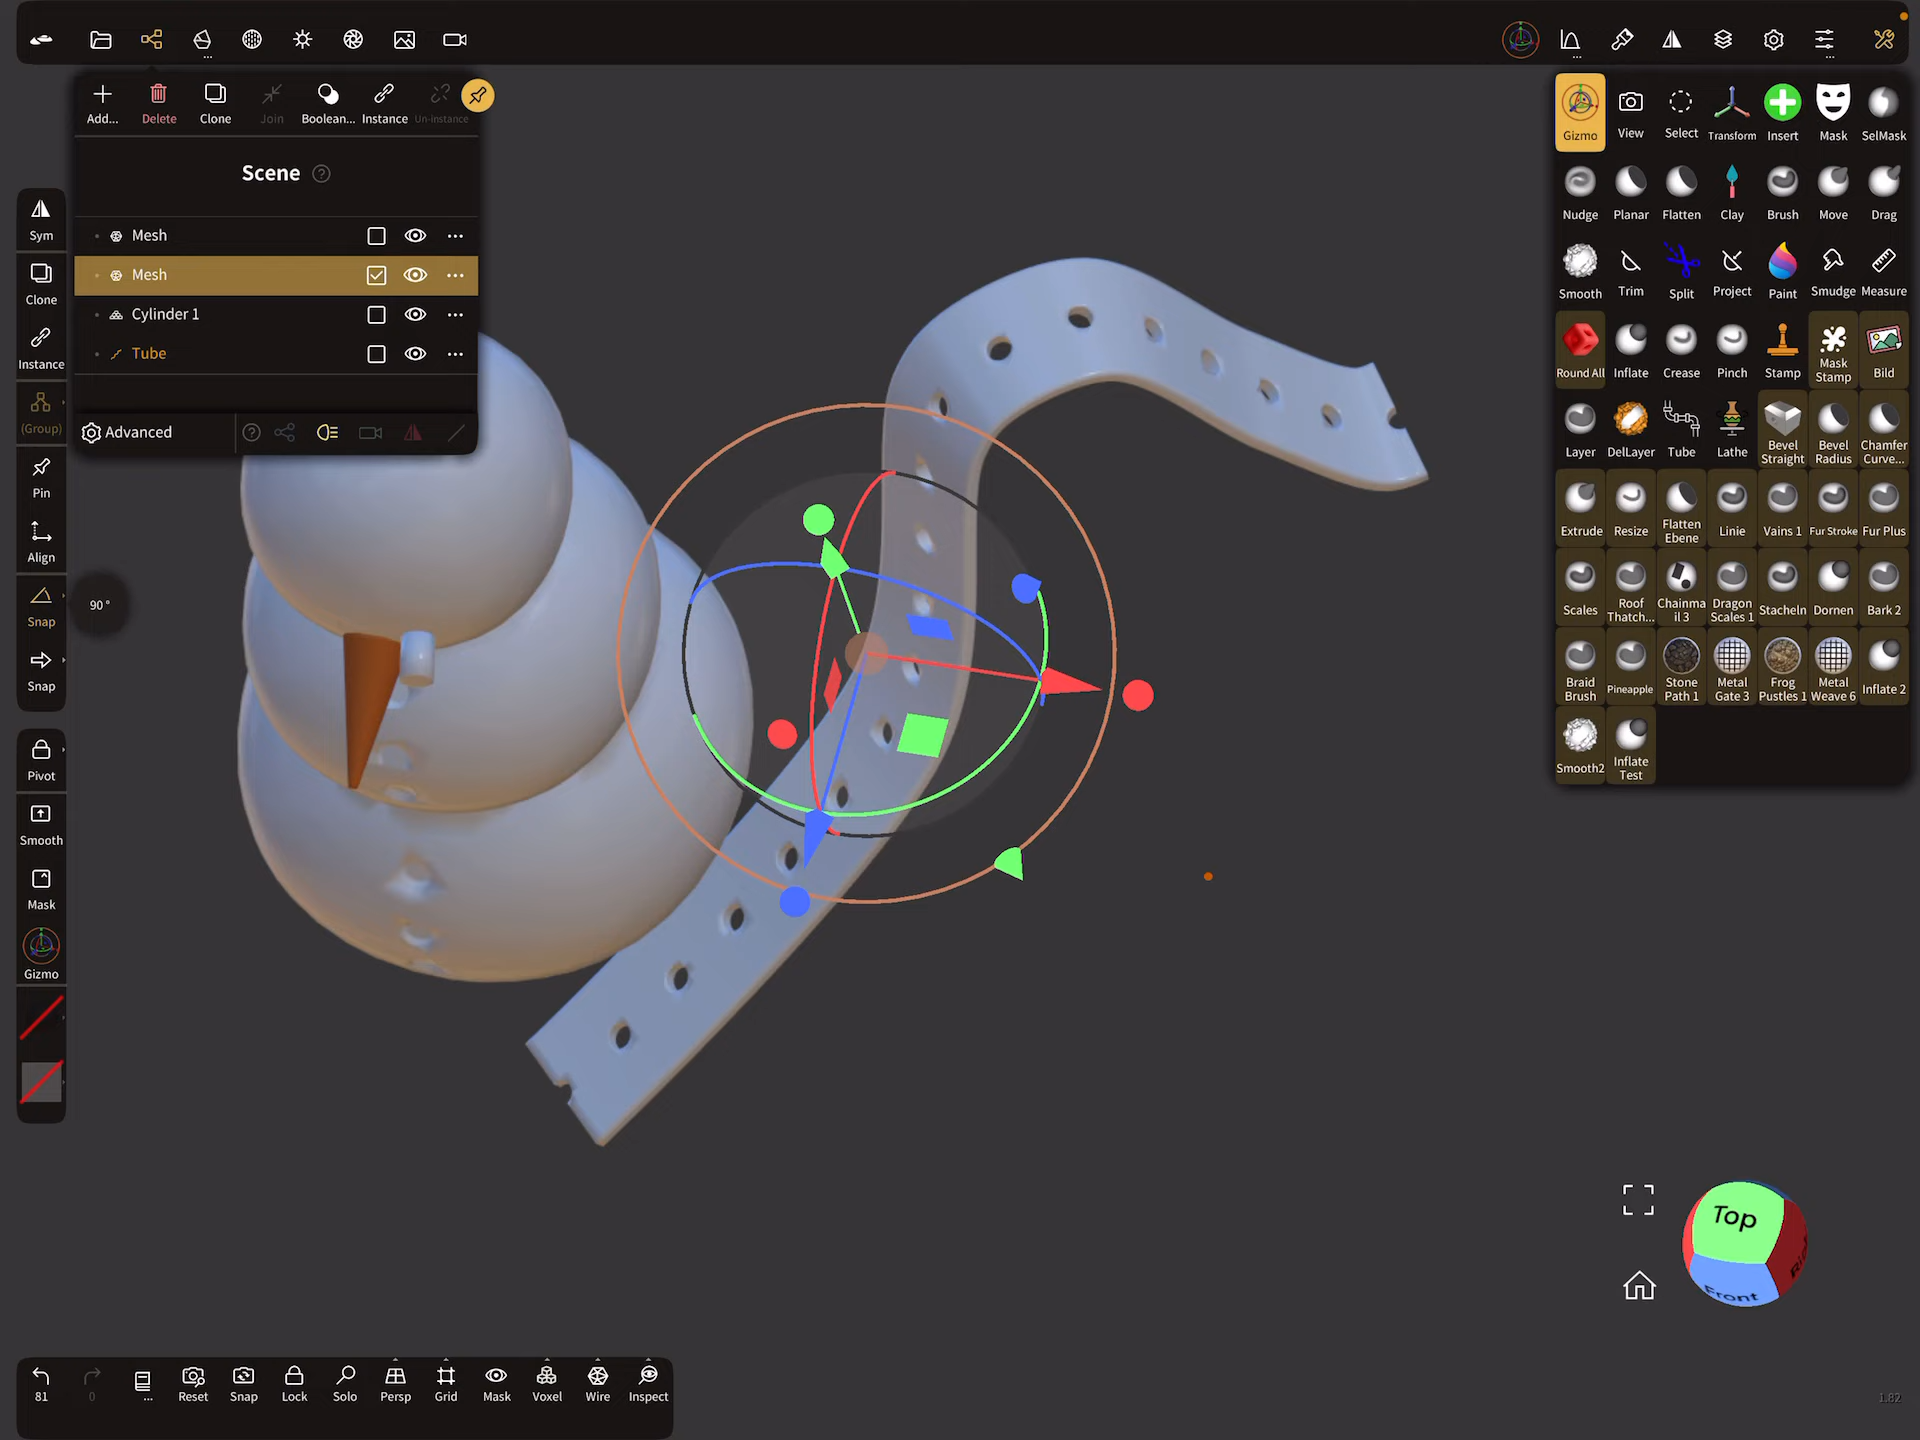 Add...
Delete
Clone
Join
Boolean...
Instance
Un-Instance
Scene ?
Mesh
Mesh
Cylinder 1
Tube
Advanced
Sym
Clone
Instance
(Group)
Pin
Align
Snap
90°
Snap
Pivot
Smooth
Mask
Gizmo
Gizmo
View
Select
Transform
Insert
Mask
SelMask
Nudge
Planar
Flatten
Clay
Brush
Move
Drag
Smooth
Trim
Split
Project
Paint
Smudge
Measure
Round All
Inflate
Crease
Pinch
Stamp
Mask
Stamp
Bild
Layer
DelLayer
Tube
Lathe
Bevel
Straight
Bevel
Radius
Chamfer
Curve...
Extrude
Resize
Flatten
Ebene
Linie
Vains 1
Fur Stroke
Fur Plus
Scales
Roof
Thatch...
Chainma
il 3
Dragon
Scales 1
Stacheln
Dornen
Bark 2
Braid
Brush
Pineapple
Stone
Path 1
Metal
Gate 3
Frog
Pustles 1
Metal
Weave 6
Inflate 2
Smooth2
Inflate
Test
Top
Front
81
0
...
Reset
Snap
Lock
Solo
Persp
Grid
Mask
Voxel
Wire
Inspect
1.82